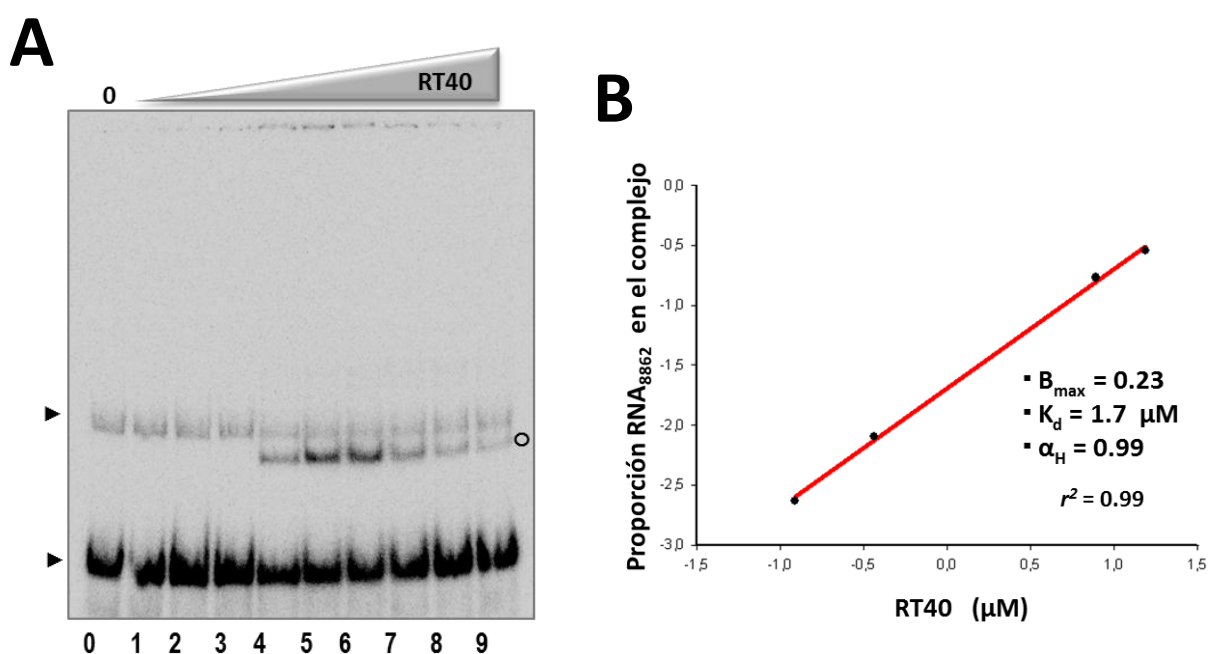 A
0
RT40
0 1 2 3 4 5 6 7 8 9
B
Proporción RNA8862 en el complejo
0,0
-0,5
-1,0
-1,5
-2,0
-2,5
-3,0
-1,5 -1,0 -0,5 0,0 0,5 1,0 1,5
▪ Bmax = 0.23
▪ Kd = 1.7 μM
▪ αH = 0.99
r² = 0.99
RT40 (μM)